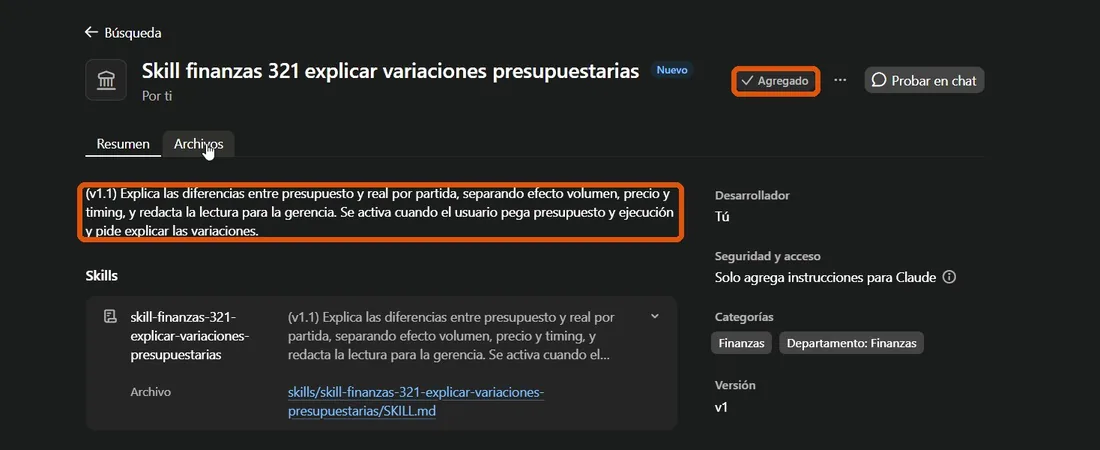 Búsqueda
Skill finanzas 321 explicar variaciones presupuestarias
Nuevo
Por ti
Agregado
Probar en chat
Resumen
Archivos
(v1.1) Explica las diferencias entre presupuesto y real por partida, separando efecto volumen, precio y
timing, y redacta la lectura para la gerencia. Se activa cuando el usuario pega presupuesto y ejecución
y pide explicar las variaciones.
Skills
skill-finanzas-321-
explicar-variaciones-
presupuestarias
(v1.1) Explica las diferencias entre presupuesto y real por
partida, separando efecto volumen, precio y timing, y
redacta la lectura para la gerencia. Se activa cuando el...
Archivo
skills/skill-finanzas-321-explicar-variaciones-
presupuestarias/SKILL.md
Desarrollador
Tú
Seguridad y acceso
Solo agrega instrucciones para Claude
Categorías
Finanzas
Departamento: Finanzas
Versión
v1